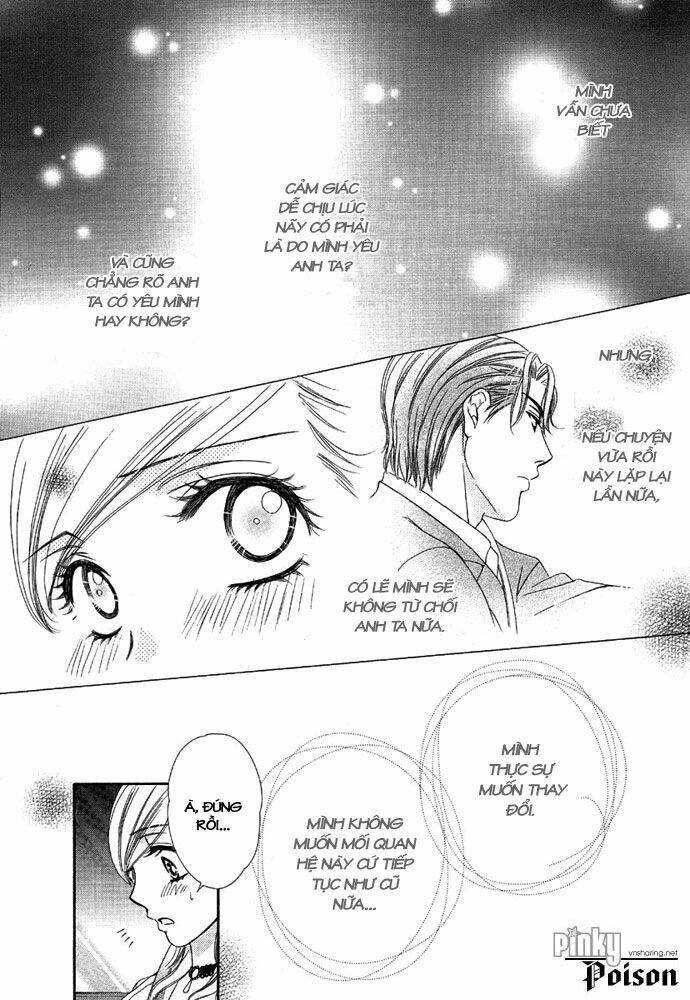 MÌNH
VẪN CHƯA
BIẾT
CẢM GIÁC
DỄ CHỊU LÚC
NÃY CÓ PHẢI
LÀ DO MÌNH YÊU
ANH TA?
VÀ CŨNG
CHẲNG RÕ ANH
TA CÓ YÊU MÌNH
HAY KHÔNG?
NHƯNG,
NẾU CHUYỆN
VỪA RỒI
NÀY LẶP LẠI
LẦN NỮA,
CÓ LẼ MÌNH SẼ
KHÔNG TỪ CHỐI
ANH TA NỮA.
MÌNH
THỰC SỰ
MUỐN THAY
ĐỔI.
MÌNH KHÔNG
MUỐN MỐI QUAN
HỆ NÀY CỨ TIẾP
TỤC NHƯ CŨ
NỮA...
À, ĐÚNG
RỒI...
pinky
vnsharing.net
Poison